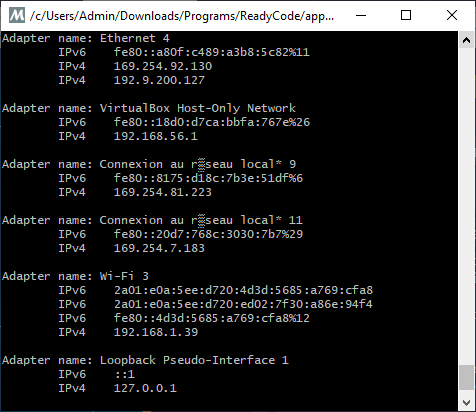 /c/Users/Admin/Downloads/Programs/ReadyCode/app...
Adapter name: Ethernet 4
IPv6 fe80::a80f:c489:a3b8:5c82%11
IPv4 169.254.92.130
IPv4 192.9.200.127
Adapter name: VirtualBox Host-Only Network
IPv6 fe80::18d0:d7ca:bbfa:767e%26
IPv4 192.168.56.1
Adapter name: Connexion au r▒seau local* 9
IPv6 fe80::8175:d18c:7b3e:51df%6
IPv4 169.254.81.223
Adapter name: Connexion au r▒seau local* 11
IPv6 fe80::20d7:768c:3030:7b7%29
IPv4 169.254.7.183
Adapter name: Wi-Fi 3
IPv6 2a01:e0a:5ee:d720:4d3d:5685:a769:cfa8
IPv6 2a01:e0a:5ee:d720:ed02:7f30:a86e:94f4
IPv6 fe80::4d3d:5685:a769:cfa8%12
IPv4 192.168.1.39
Adapter name: Loopback Pseudo-Interface 1
IPv6 ::1
IPv4 127.0.0.1